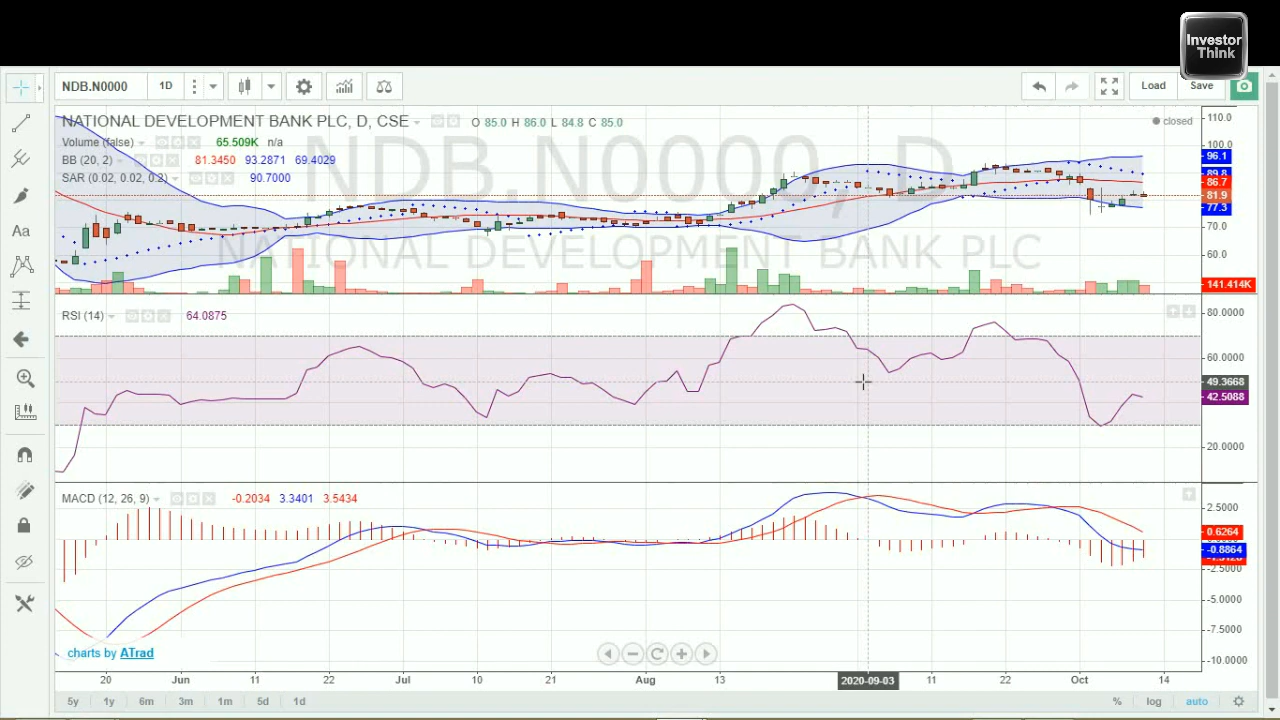 Investor
Think
NDB.N0000 1D Load Save
NATIONAL DEVELOPMENT BANK PLC, D, CSE O 85.0 H 86.0 L 84.8 C 85.0
closed
Volume (false) 65.509K n/a
BB (20, 2) 81.3450 93.2871 69.4029
SAR (0.02, 0.02, 0.2) 90.7000
NDB.N0000, D
NATIONAL DEVELOPMENT BANK PLC
110.0
100.0
96.1
89.8
86.7
81.9
77.3
70.0
60.0
141.414K
RSI (14) 64.0875
80.0000
60.0000
49.3668
42.5088
20.0000
MACD (12, 26, 9) -0.2034 3.3401 3.5434
2.5000
0.6264
-0.8864
-2.5000
-5.0000
-7.5000
-10.0000
charts by ATrad
20 Jun 11 22 Jul 10 21 Aug 13 2020-09-03 11 22 Oct 14
5y 1y 6m 3m 1m 5d 1d % log auto
Aa